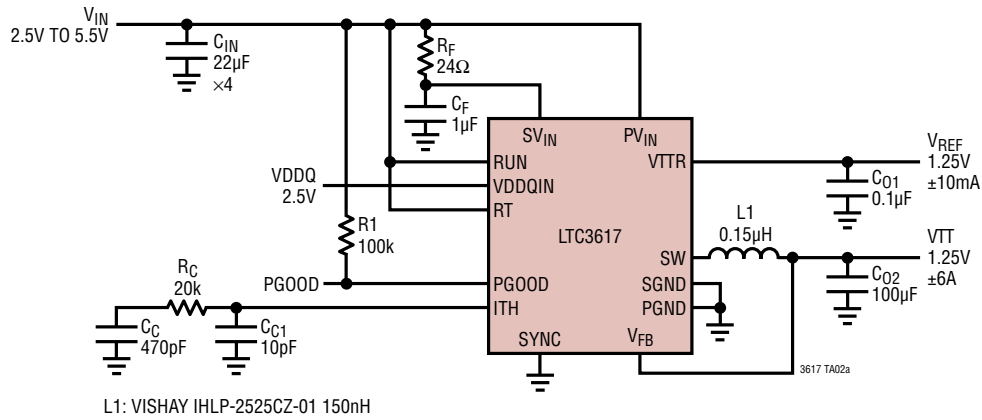 VIN
2.5V TO 5.5V
CIN
22µF
×4
RF
24Ω
CF
1µF
SVIN
PVIN
RUN
VTTR
VREF
1.25V
±10mA
VDDQ
2.5V
VDDQIN
CO1
0.1µF
RT
R1
100k
LTC3617
L1
0.15µH
VTT
1.25V
±6A
SW
RC
20k
PGOOD
PGOOD
SGND
CO2
100µF
ITH
PGND
CC
470pF
CC1
10pF
SYNC
VFB
3617 TA02a
L1: VISHAY IHLP-2525CZ-01 150nH